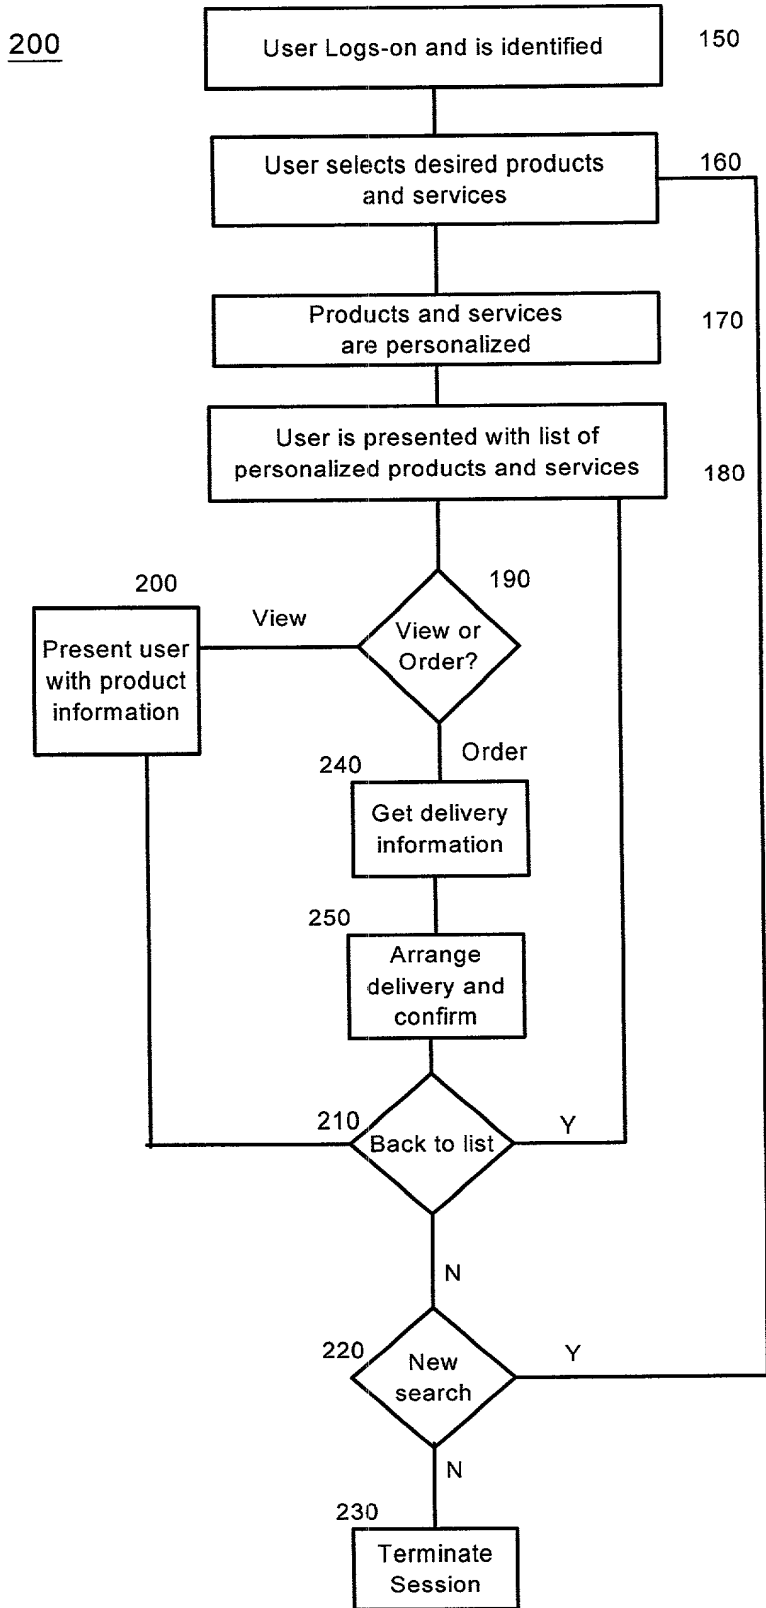 200
User Logs-on and is identified
150
User selects desired products
and services
160
Products and services
are personalized
170
User is presented with list of
personalized products and services
180
200
190
View
View or
Order?
Present user
with product
information
Order
240
Get delivery
information
250
Arrange
delivery and
confirm
210
Back to list
Y
N
220
New
search
Y
N
230
Terminate
Session